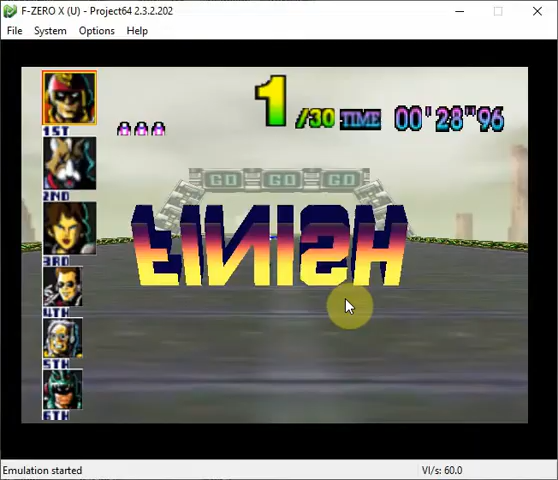 F-ZERO X (U) - Project64 2.3.2.202
File System Options Help
1 /30 TIME 00'28"96
1ST
2ND
3RD
4TH
5TH
6TH
GO GO GO
FINISH
Emulation started VI/s: 60.0